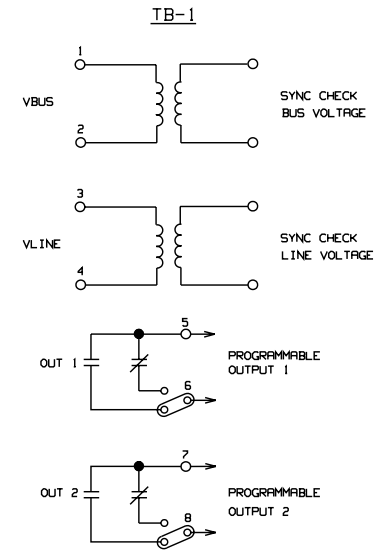 TB-1
1
VBUS
SYNC CHECK
BUS VOLTAGE
2
3
VLINE
SYNC CHECK
LINE VOLTAGE
4
5
OUT 1
PROGRAMMABLE
OUTPUT 1
6
7
OUT 2
PROGRAMMABLE
OUTPUT 2
8